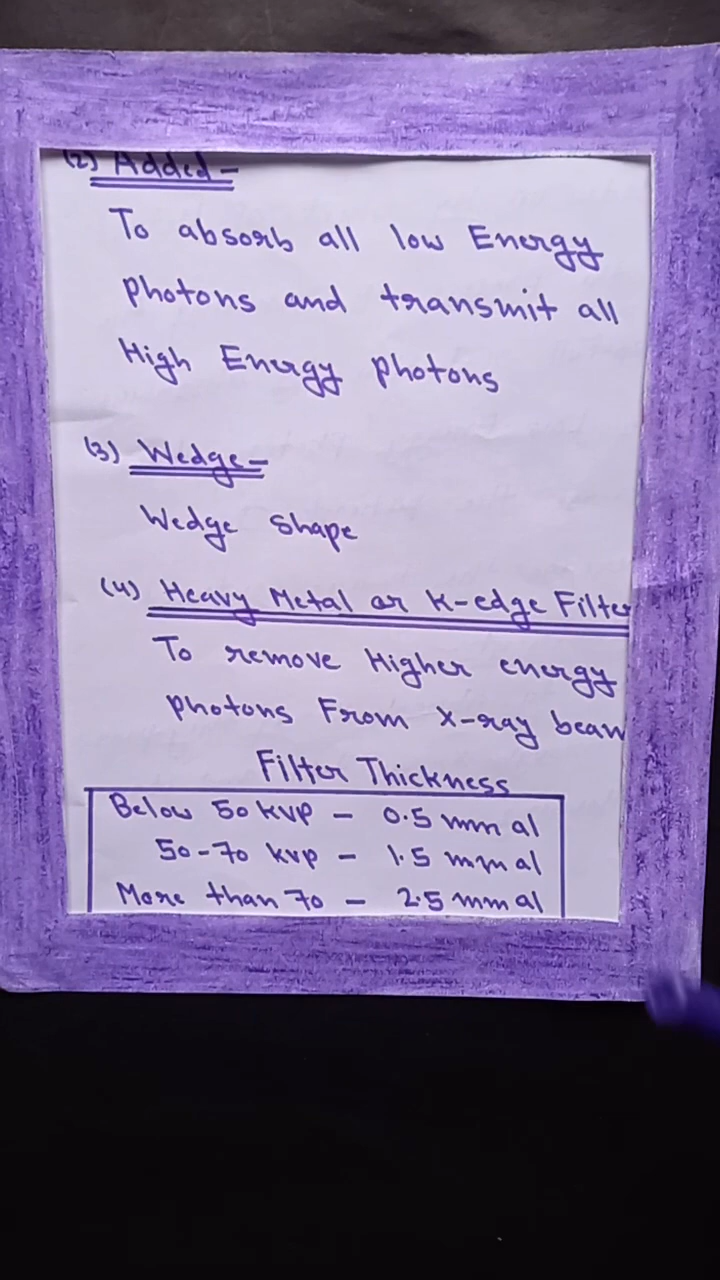 (2) Added-
To absorb all low Energy
photons and transmit all
High Energy photons
(3) Wedge-
Wedge shape
(4) Heavy Metal or K-edge Filter
To remove Higher energy
photons From X-ray beam
Filter Thickness
Below 50 kvp - 0.5 mm al
50-70 kvp - 1.5 mm al
More than 70 - 2.5 mm al